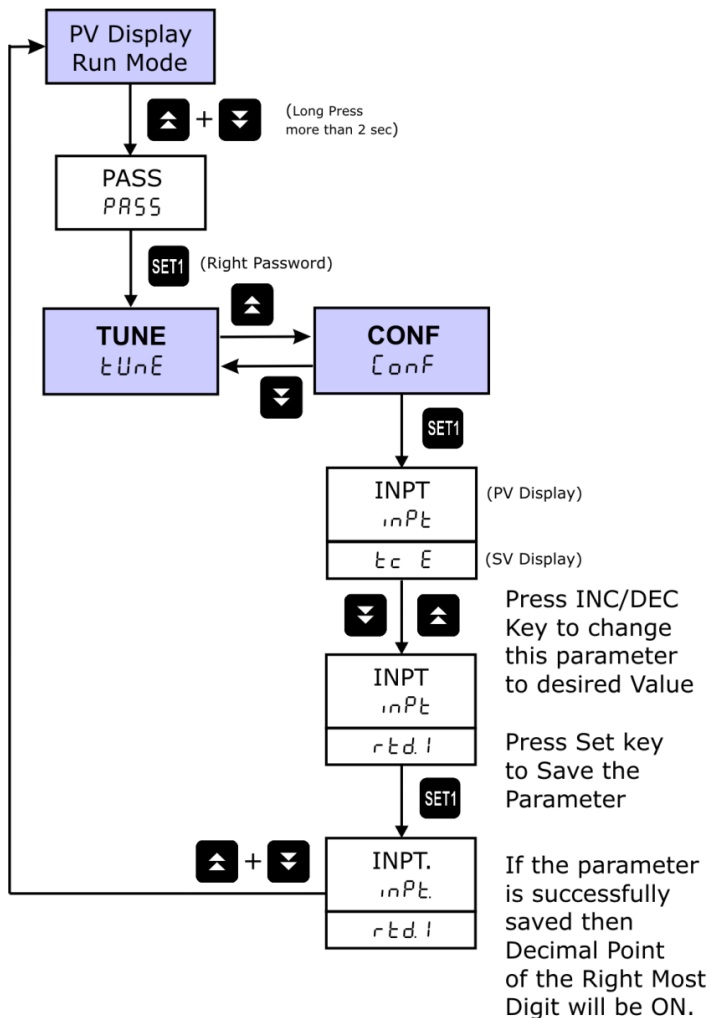 PV Display
Run Mode
+
(Long Press
more than 2 sec)
PASS
PASS
SET1
(Right Password)
TUNE
tUnE
CONF
ConF
SET1
INPT
inPt
(PV Display)
tc E
(SV Display)
Press INC/DEC
Key to change
this parameter
to desired Value
INPT
inPt
rtd.1
Press Set key
to Save the
Parameter
SET1
+
INPT.
inPt.
rtd.1
If the parameter
is successfully
saved then
Decimal Point
of the Right Most
Digit will be ON.